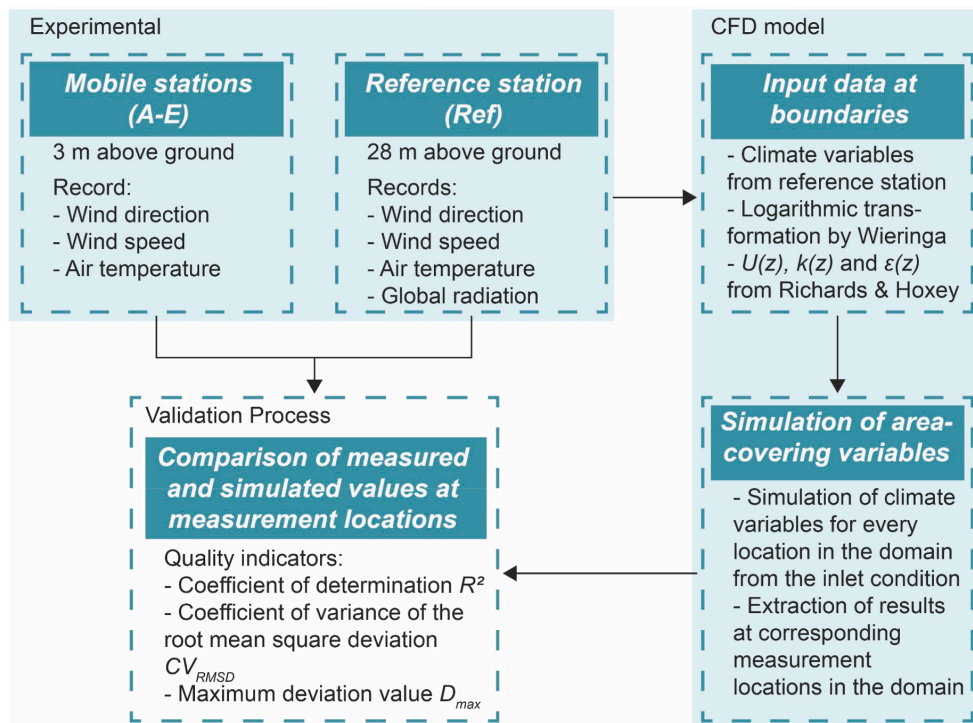 Experimental
Mobile stations
(A-E)
3 m above ground
Record:
- Wind direction
- Wind speed
- Air temperature
Reference station
(Ref)
28 m above ground
Records:
- Wind direction
- Wind speed
- Air temperature
- Global radiation
CFD model
Input data at
boundaries
- Climate variables
from reference station
- Logarithmic trans-
formation by Wieringa
- U(z), k(z) and ε(z)
from Richards & Hoxey
Validation Process
Comparison of measured
and simulated values at
measurement locations
Quality indicators:
- Coefficient of determination R²
- Coefficient of variance of the
root mean square deviation
CV_RMSD
- Maximum deviation value D_max
Simulation of area-
covering variables
- Simulation of climate
variables for every
location in the domain
from the inlet condition
- Extraction of results
at corresponding
measurement
locations in the domain